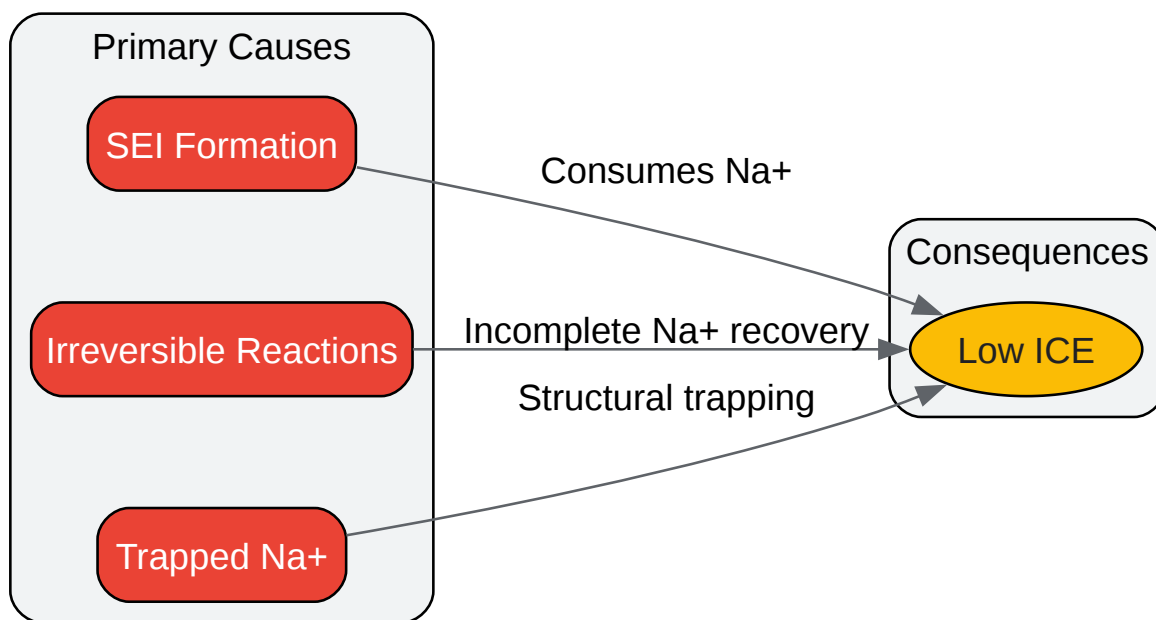 Primary Causes
SEI Formation
Consumes Na+
Consequences
Irreversible Reactions
Incomplete Na+ recovery
Low ICE
Structural trapping
Trapped Na+